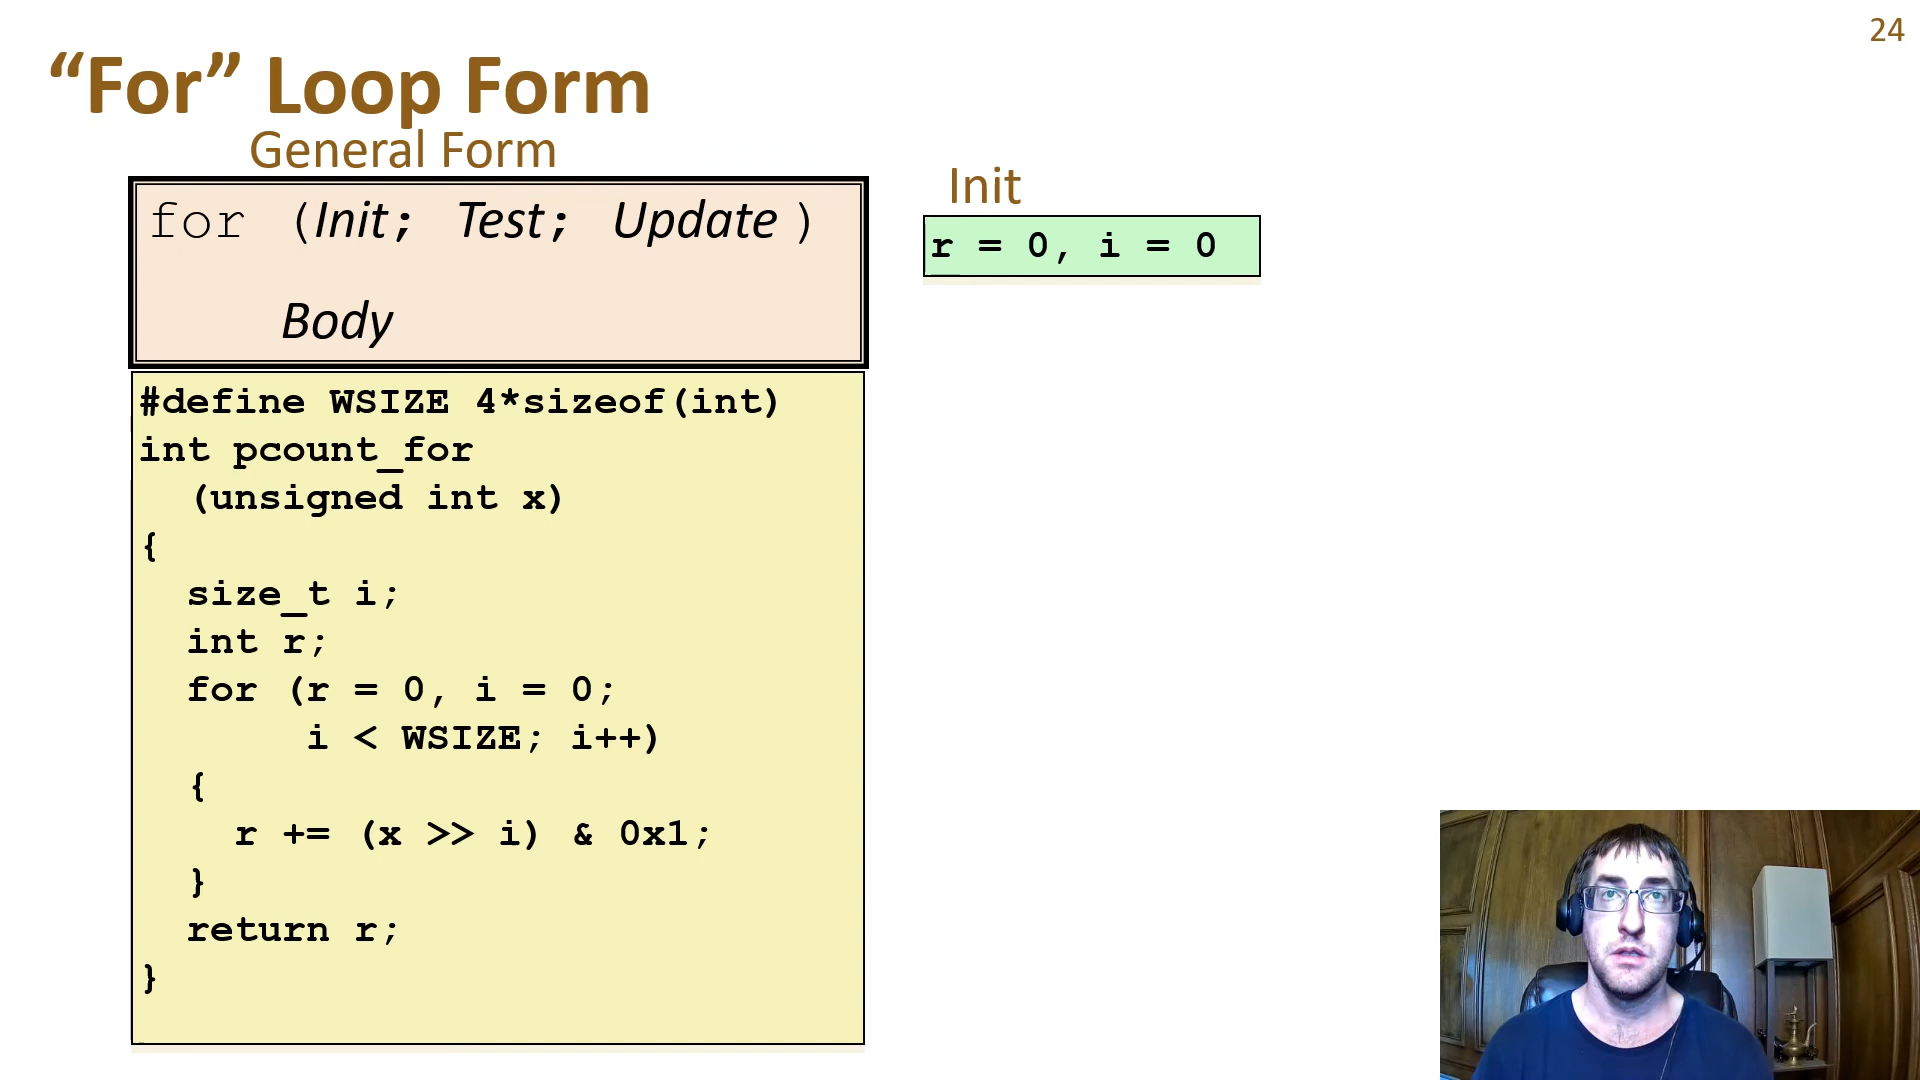 24
“For” Loop Form
General Form
for (Init; Test; Update )
Body
#define WSIZE 4*sizeof(int)
int pcount_for
(unsigned int x)
{
size_t i;
int r;
for (r = 0, i = 0;
i < WSIZE; i++)
{
r += (x >> i) & 0x1;
}
return r;
}
Init
r = 0, i = 0